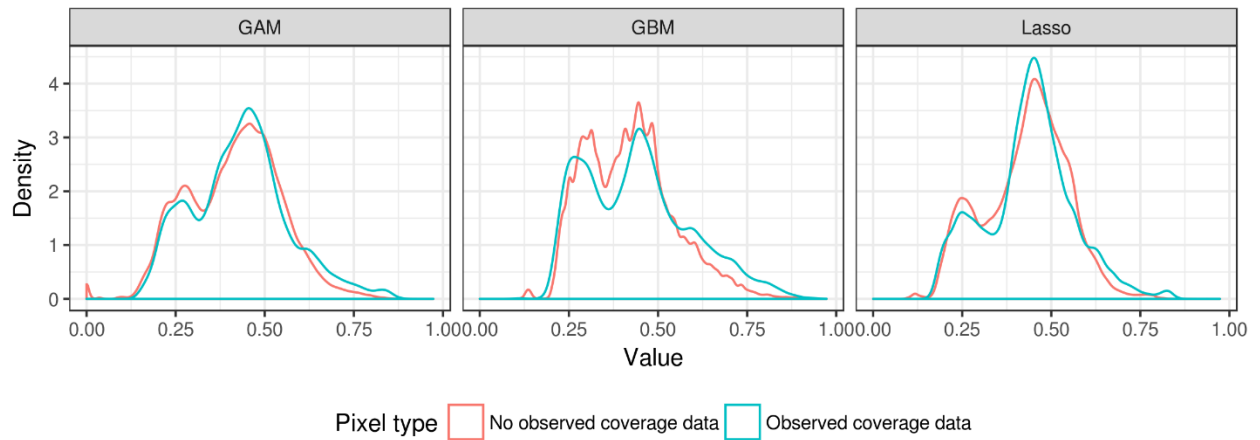 GAM GBM Lasso
Density
4
3
2
1
0
0.00 0.25 0.50 0.75 1.00 0.00 0.25 0.50 0.75 1.00 0.00 0.25 0.50 0.75 1.00
Value
Pixel type No observed coverage data Observed coverage data